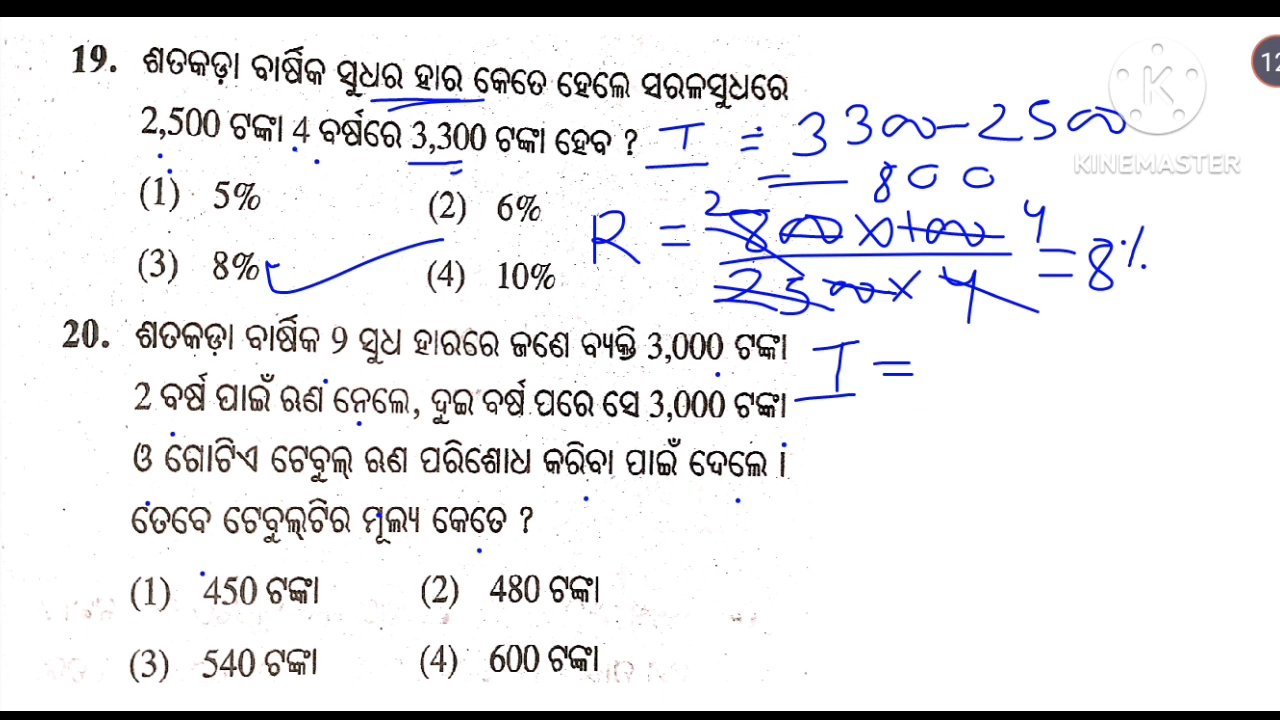 19. ଶତକଡ଼ା ବାର୍ଷିକ ସୁଧର ହାର କେତେ ହେଲେ ସରଳସୁଧରେ
2,500 ଟଙ୍କା 4 ବର୍ଷରେ 3,300 ଟଙ୍କା ହେବ ?
I = 3300-2500
= 800
(1) 5%
(2) 6%
(3) 8%
(4) 10%
R = 800 x 100 / 2500 x 4 = 8%
2
4
KINEMASTER
K
12
20. ଶତକଡ଼ା ବାର୍ଷିକ 9 ସୁଧ ହାରରେ ଜଣେ ବ୍ୟକ୍ତି 3,000 ଟଙ୍କା
2 ବର୍ଷ ପାଇଁ ଋଣ ନେଲେ, ଦୁଇ ବର୍ଷ ପରେ ସେ 3,000 ଟଙ୍କା
ଓ ଗୋଟିଏ ଟେବୁଲ୍ ଋଣ ପରିଶୋଧ କରିବା ପାଇଁ ଦେଲେ ।
ତେବେ ଟେବୁଲ୍‌ଟିର ମୂଲ୍ୟ କେତେ ?
I =
(1) 450 ଟଙ୍କା
(2) 480 ଟଙ୍କା
(3) 540 ଟଙ୍କା
(4) 600 ଟଙ୍କା